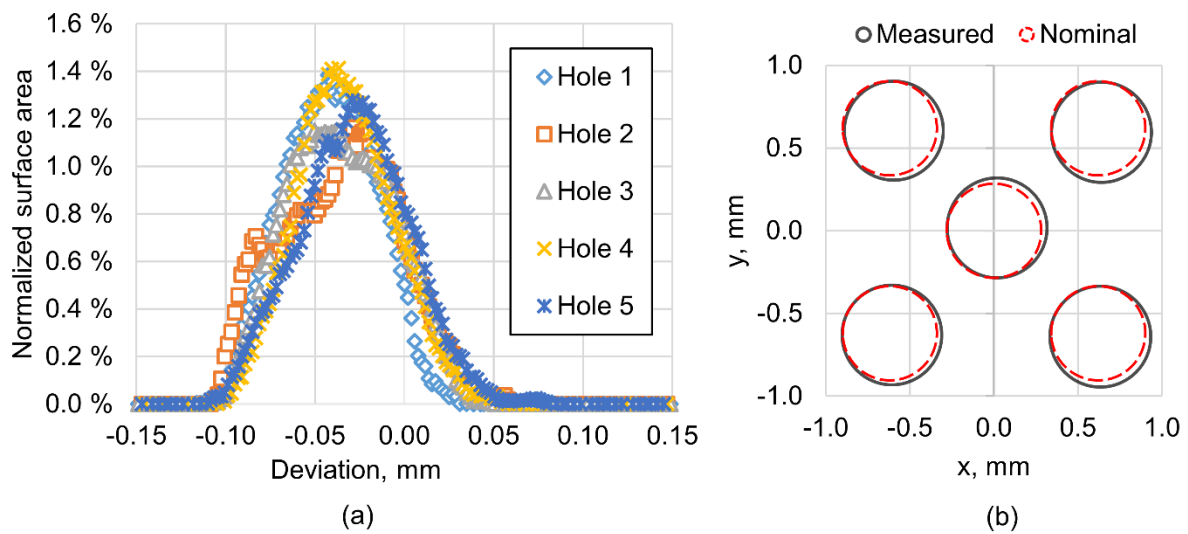 Normalized surface area
1.6 %
1.4 %
1.2 %
1.0 %
0.8 %
0.6 %
0.4 %
0.2 %
0.0 %
-0.15
-0.10
-0.05
0.00
0.05
0.10
0.15
Deviation, mm
Hole 1
Hole 2
Hole 3
Hole 4
Hole 5
(a)
Measured
Nominal
y, mm
1.0
0.5
0.0
-0.5
-1.0
-1.0
-0.5
0.0
0.5
1.0
x, mm
(b)